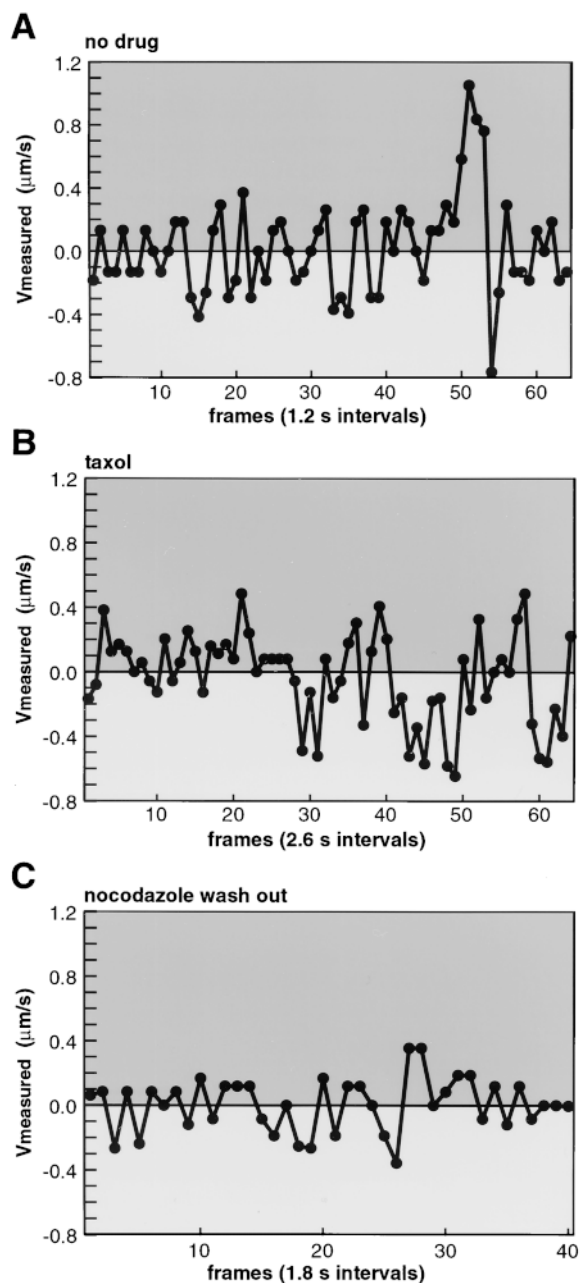 A
no drug
1.2
0.8
0.4
0.0
-0.4
-0.8
Vmeasured (μm/s)
10 20 30 40 50 60
frames (1.2 s intervals)
B
taxol
1.2
0.8
0.4
0.0
-0.4
-0.8
Vmeasured (μm/s)
10 20 30 40 50 60
frames (2.6 s intervals)
C
nocodazole wash out
1.2
0.8
0.4
0.0
-0.4
-0.8
Vmeasured (μm/s)
10 20 30 40
frames (1.8 s intervals)